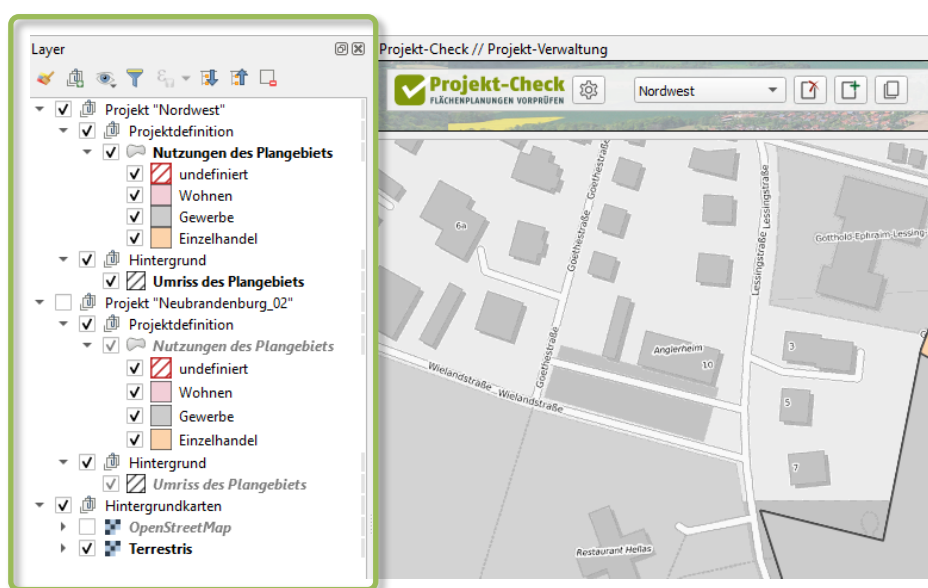 Layer
Projekt "Nordwest"
Projektdefinition
Nutzungen des Plangebiets
undefiniert
Wohnen
Gewerbe
Einzelhandel
Hintergrund
Umriss des Plangebiets
Projekt "Neubrandenburg_02"
Projektdefinition
Nutzungen des Plangebiets
undefiniert
Wohnen
Gewerbe
Einzelhandel
Hintergrund
Umriss des Plangebiets
Hintergrundkarten
OpenStreetMap
Terrestris
Projekt-Check // Projekt-Verwaltung
Projekt-Check
FLÄCHENPLANUNGEN VORPRÜFEN
Nordwest
Goethestraße
Goethestraße
Goethestraße
Lessingstraße
Lessingstraße
6a
Gotthold-Ephraim-Lessing-
Anglerheim
10
3
5
7
Wielandstraße
Wielandstraße
Restaurant Hellas